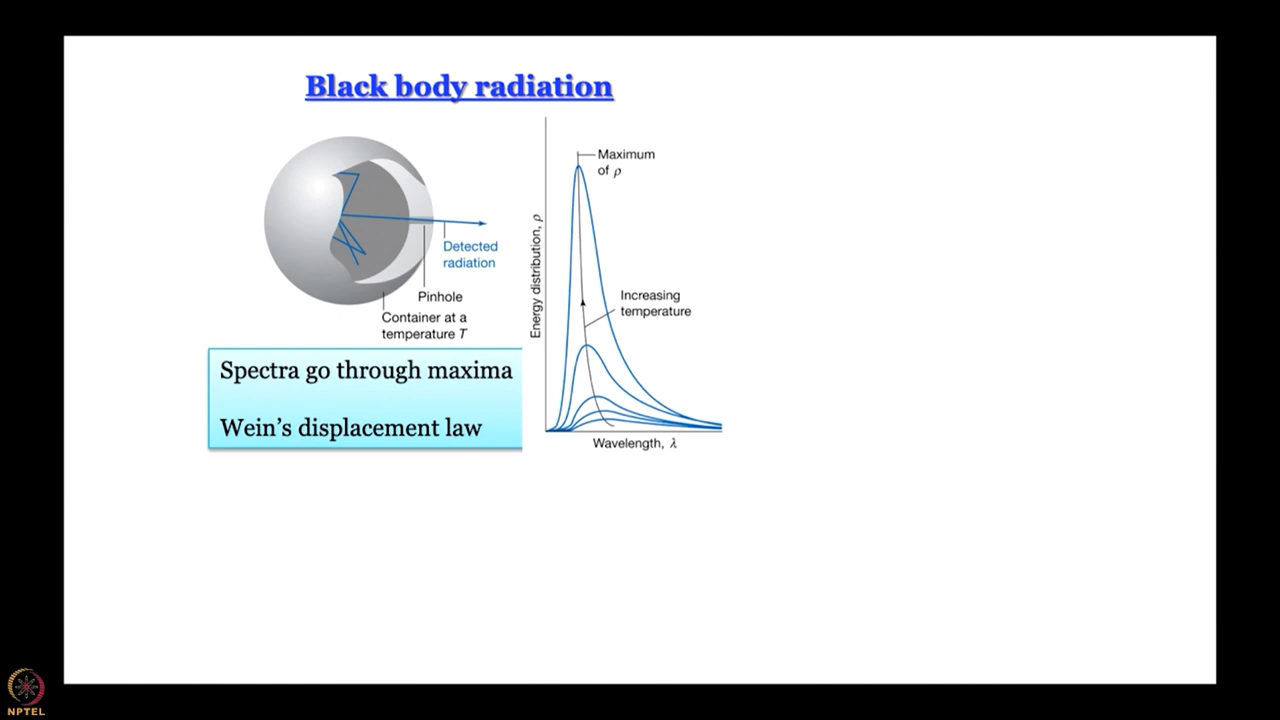 Black body radiation
Detected
radiation
Pinhole
Container at a
temperature T
Energy distribution, ρ
Maximum
of ρ
Increasing
temperature
Wavelength, λ
Spectra go through maxima
Wein's displacement law
NPTEL